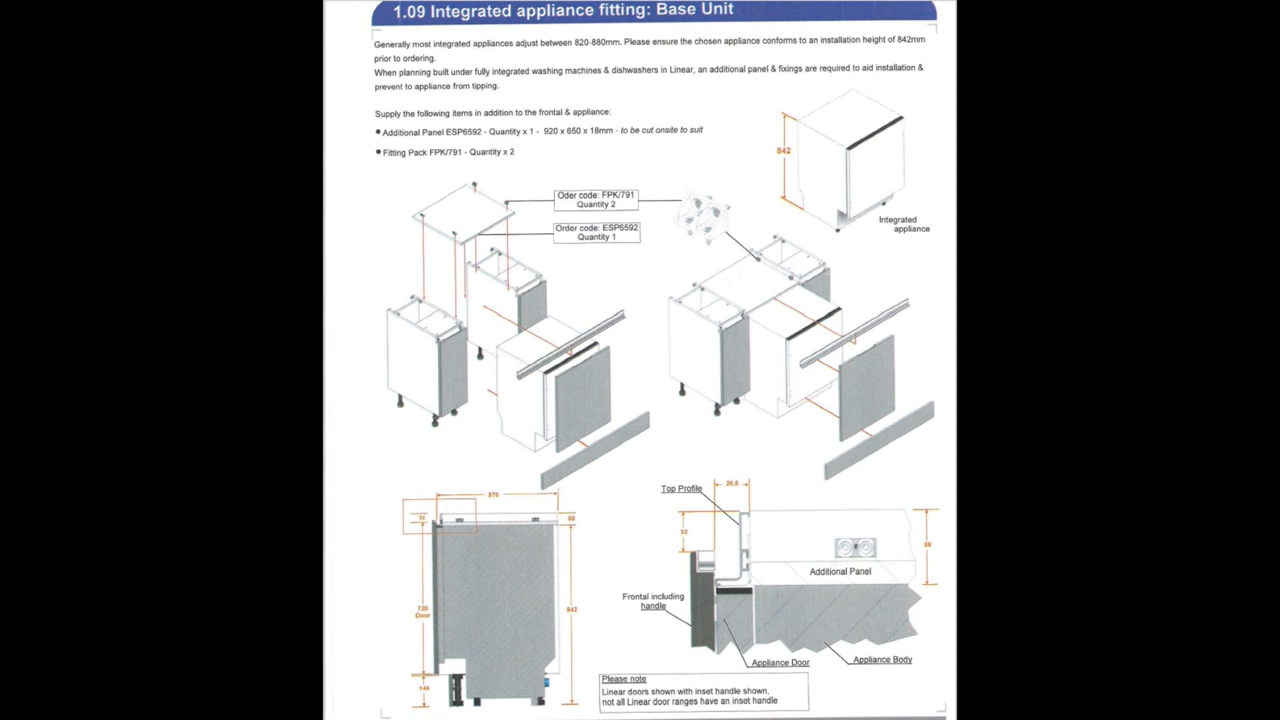 1.09 Integrated appliance fitting: Base Unit
Generally most integrated appliances adjust between 820-880mm. Please ensure the chosen appliance conforms to an installation height of 842mm
prior to ordering.
When planning built under fully integrated washing machines & dishwashers in Linear, an additional panel & fixings are required to aid installation &
prevent to appliance from tipping.
Supply the following items in addition to the frontal & appliance:
• Additional Panel ESP6592 - Quantity x 1 - 920 x 650 x 18mm - to be cut onsite to suit
• Fitting Pack FPK/791 - Quantity x 2
842
Integrated
appliance
Oder code: FPK/791
Quantity 2
Order code: ESP6592
Quantity 1
570
32
58
720
Door
842
146
Top Profile
26.5
32
58
Additional Panel
Frontal including
handle
Appliance Door
Appliance Body
Please note
Linear doors shown with inset handle shown,
not all Linear door ranges have an inset handle